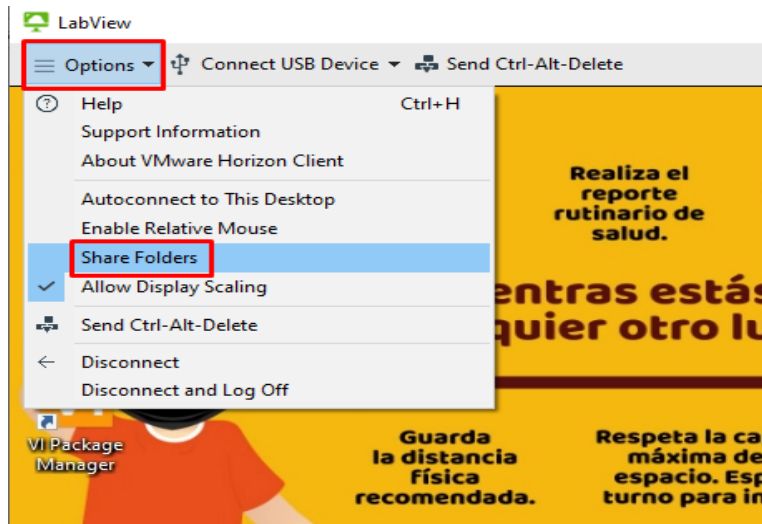 LabView
Options
Connect USB Device
Send Ctrl-Alt-Delete
Help Ctrl+H
Support Information
About VMware Horizon Client
Autoconnect to This Desktop
Enable Relative Mouse
Share Folders
Allow Display Scaling
Send Ctrl-Alt-Delete
Disconnect
Disconnect and Log Off
Realiza el
reporte
rutinario de
salud.
entras estás
quier otro lu
VI Package
Manager
Guarda
la distancia
física
recomendada.
Respeta la ca
máxima de
espacio. Esp
turno para in